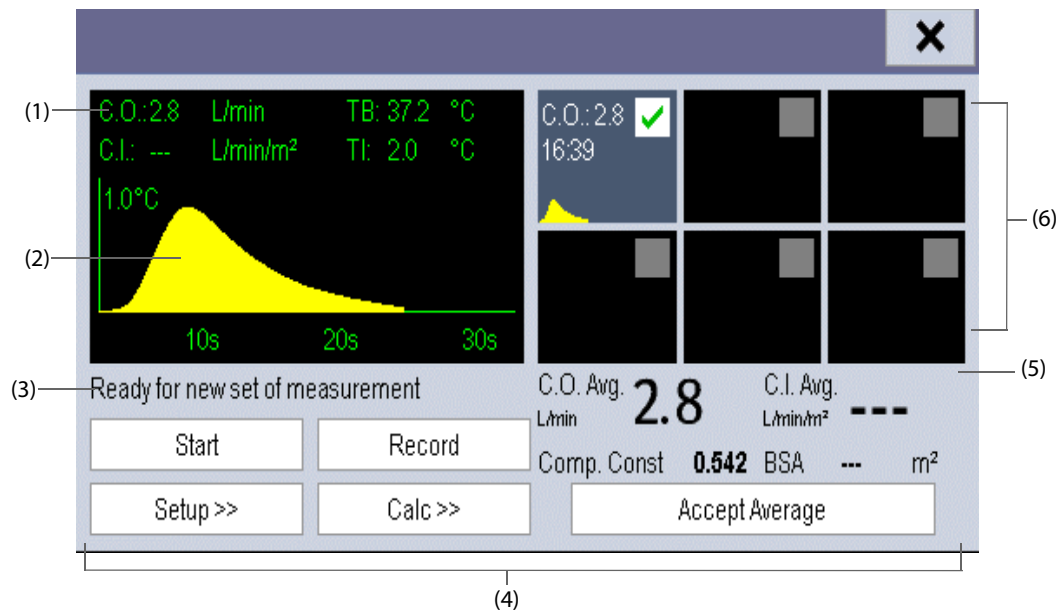 (1)
C.O.:2.8 L/min TB: 37.2 °C
C.I.: --- L/min/m² TI: 2.0 °C
1.0°C
(2)
10s 20s 30s
C.O.: 2.8
16:39
(6)
(3)
Ready for new set of measurement
Start Record
Setup >> Calc >>
(5)
C.O. Avg. 2.8 C.I. Avg. ---
L/min L/min/m²
Comp. Const 0.542 BSA --- m²
Accept Average
(4)